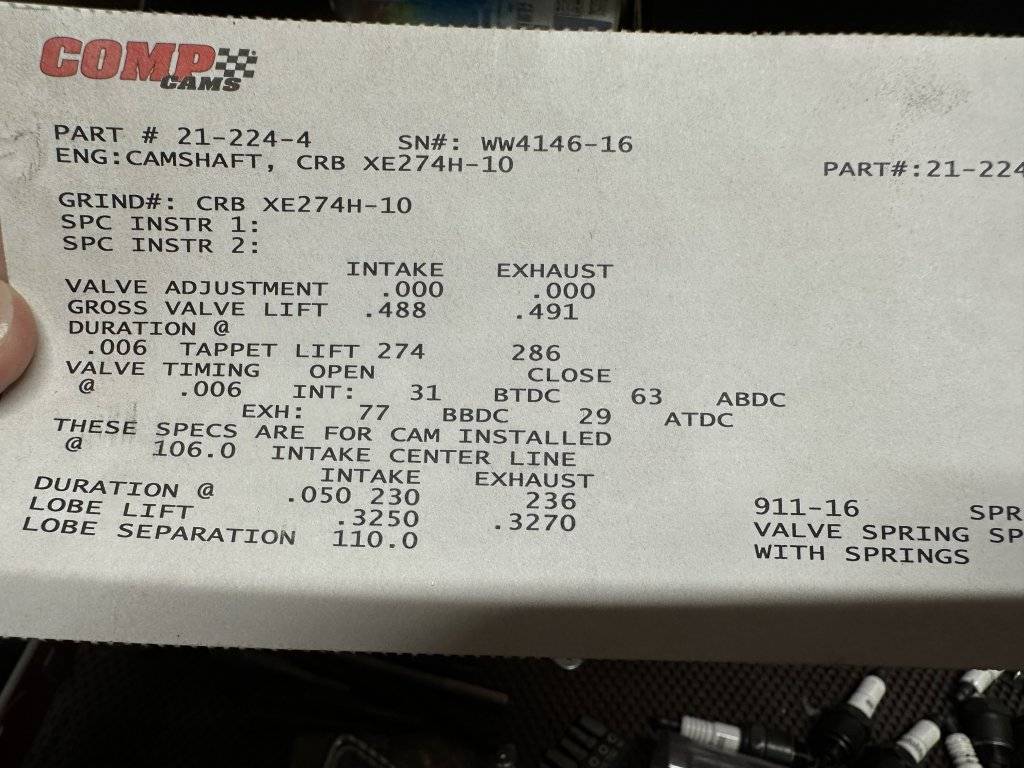 COMP
CAMS
PART # 21-224-4 SN#: WW4146-16
ENG:CAMSHAFT, CRB XE274H-10
PART#:21-224
GRIND#: CRB XE274H-10
SPC INSTR 1:
SPC INSTR 2:
INTAKE EXHAUST
VALVE ADJUSTMENT .000 .000
GROSS VALVE LIFT .488 .491
DURATION @
.006 TAPPET LIFT 274 286
VALVE TIMING OPEN CLOSE
@ .006 INT: 31 BTDC 63 ABDC
EXH: 77 BBDC 29 ATDC
THESE SPECS ARE FOR CAM INSTALLED
@ 106.0 INTAKE CENTER LINE
INTAKE EXHAUST
DURATION @ .050 230 236
LOBE LIFT .3250 .3270
LOBE SEPARATION 110.0
911-16 SPR
VALVE SPRING SP
WITH SPRINGS